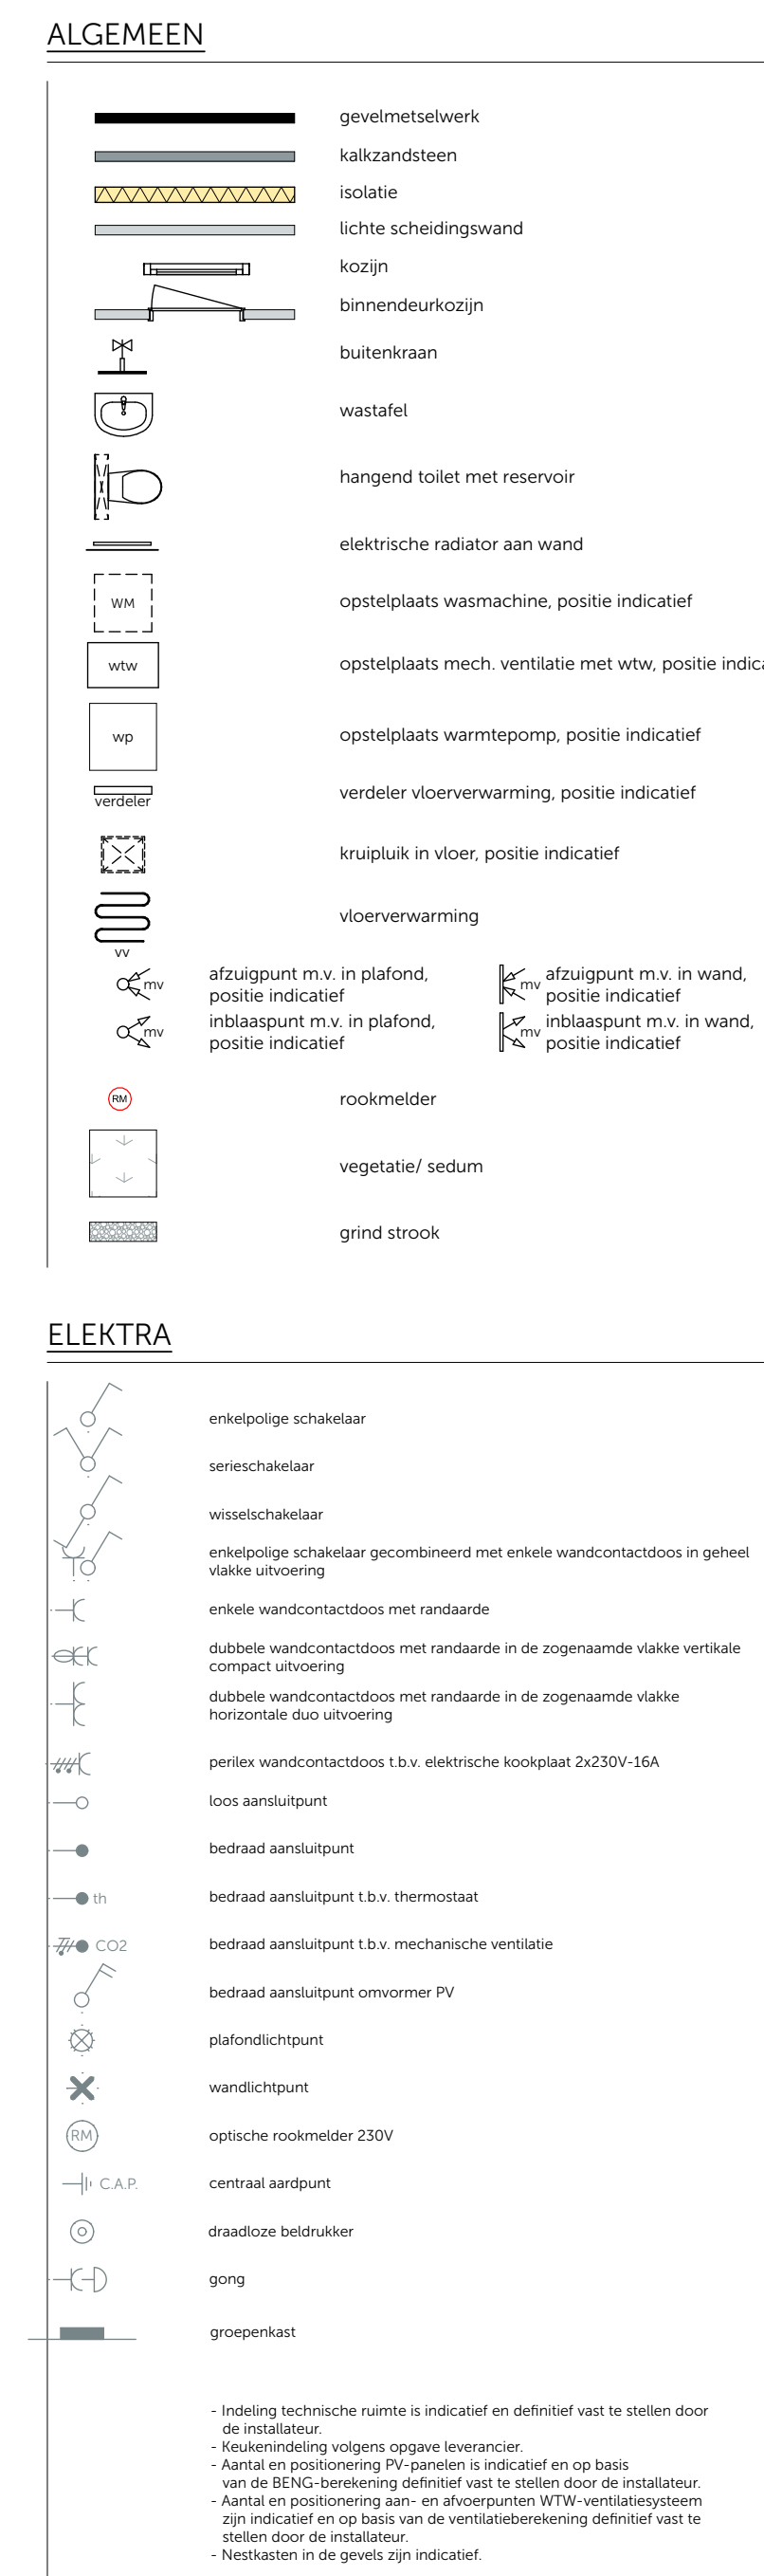 ALGEMEEN
gevelmetselwerk
kalkzandsteen
isolatie
lichte scheidingswand
kozijn
binnendeurkozijn
buitenkraan
wastafel
hangend toilet met reservoir
elektrische radiator aan wand
WM opstelplaats wasmachine, positie indicatief
wtw opstelplaats mech. ventilatie met wtw, positie indica
wp opstelplaats warmtepomp, positie indicatief
verdeler verdeler vloerverwarming, positie indicatief
kruipluik in vloer, positie indicatief
vloerverwarming
vv
mv afzuigpunt m.v. in plafond,
positie indicatief
mv afzuigpunt m.v. in wand,
positie indicatief
mv inblaaspunt m.v. in plafond,
positie indicatief
mv inblaaspunt m.v. in wand,
positie indicatief
RM rookmelder
vegetatie/ sedum
grind strook
ELEKTRA
enkelpolige schakelaar
serieschakelaar
wisselschakelaar
enkelpolige schakelaar gecombineerd met enkele wandcontactdoos in geheel
vlakke uitvoering
enkele wandcontactdoos met randaarde
dubbele wandcontactdoos met randaarde in de zogenaamde vlakke vertikale
compact uitvoering
dubbele wandcontactdoos met randaarde in de zogenaamde vlakke
horizontale duo uitvoering
perilex wandcontactdoos t.b.v. elektrische kookplaat 2x230V-16A
loos aansluitpunt
bedraad aansluitpunt
th bedraad aansluitpunt t.b.v. thermostaat
CO2 bedraad aansluitpunt t.b.v. mechanische ventilatie
bedraad aansluitpunt omvormer PV
plafondlichtpunt
wandlichtpunt
RM optische rookmelder 230V
C.A.P. centraal aardpunt
draadloze beldrukker
gong
groepenkast
- Indeling technische ruimte is indicatief en definitief vast te stellen door
de installateur.
- Keukenindeling volgens opgave leverancier.
- Aantal en positionering PV-panelen is indicatief en op basis
van de BENG-berekening definitief vast te stellen door de installateur.
- Aantal en positionering aan- en afvoerpunten WTW-ventilatiesysteem
zijn indicatief en op basis van de ventilatieberekening definitief vast te
stellen door de installateur.
- Nestkasten in de gevels zijn indicatief.